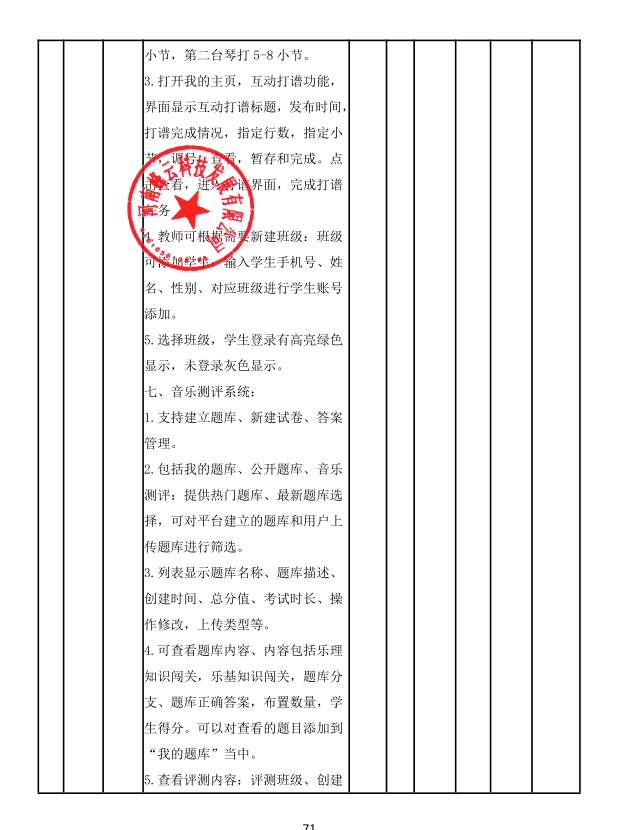 小节，第二台琴打 5-8 小节。
3.打开我的主页，互动打谱功能，
界面显示互动打谱标题，发布时间，
打谱完成情况，指定行数，指定小
节，调号，查看，暂存和完成。点
击查看，进入打谱界面，完成打谱
任务
4.教师可根据需要新建班级：班级
可添加学生，输入学生手机号、姓
名、性别、对应班级进行学生账号
添加。
5.选择班级，学生登录有高亮绿色
显示，未登录灰色显示。
七、音乐测评系统：
1.支持建立题库、新建试卷、答案
管理。
2.包括我的题库、公开题库、音乐
测评：提供热门题库、最新题库选
择，可对平台建立的题库和用户上
传题库进行筛选。
3.列表显示题库名称、题库描述、
创建时间、总分值、考试时长、操
作修改，上传类型等。
4.可查看题库内容、内容包括乐理
知识闯关，乐基知识闯关，题库分
支、题库正确答案，布置数量，学
生得分。可以对查看的题目添加到
“我的题库”当中。
5.查看评测内容：评测班级、创建
71